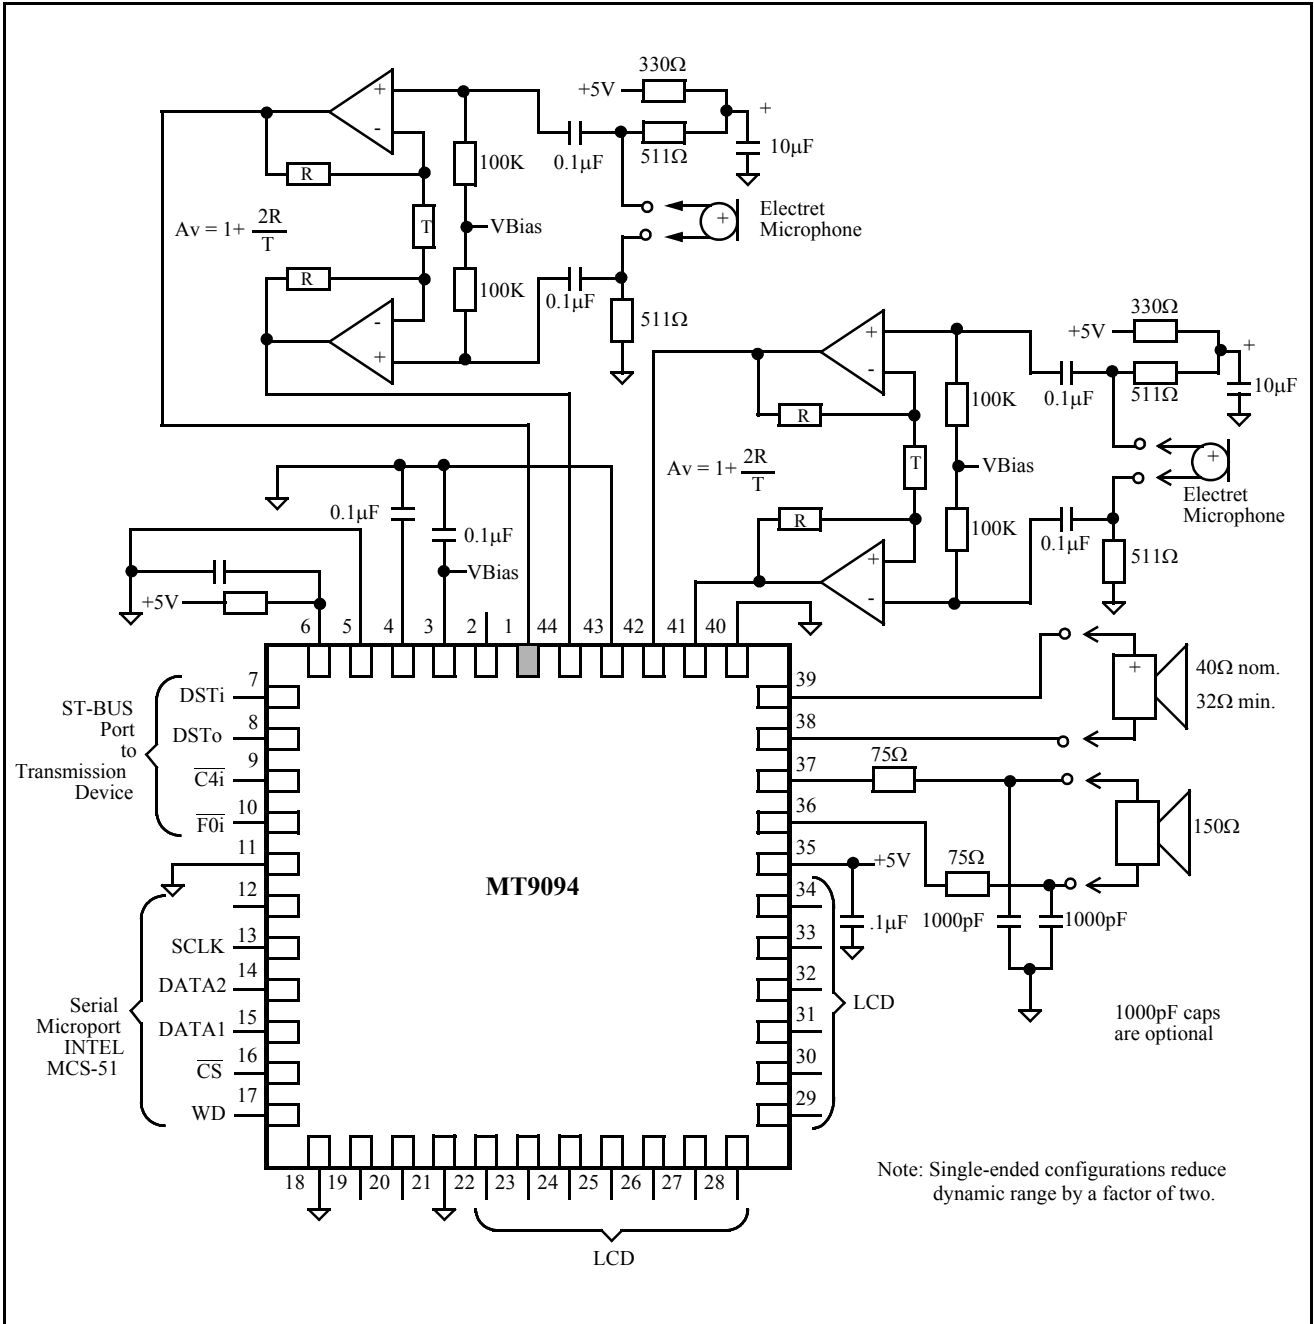 330Ω
+5V
+
+
-
511Ω
10μF
0.1μF
100K
R
T
VBias
+
Electret
Microphone
Av = 1+ 2R
T
R
100K
0.1μF
-
+
511Ω
330Ω
+5V
+
+
-
511Ω
10μF
0.1μF
100K
R
T
VBias
+
Av = 1+ 2R
T
Electret
Microphone
R
100K
0.1μF
+
-
511Ω
0.1μF
0.1μF
VBias
+5V
6 5 4 3 2 1 44 43 42 41 40
7
DSTi
8
DSTo
9
C4i
10
F0i
ST-BUS
Port
to
Transmission
Device
11
12
13
SCLK
14
DATA2
15
DATA1
16
CS
17
WD
Serial
Microport
INTEL
MCS-51
MT9094
39
+
40Ω nom.
32Ω min.
38
37
75Ω
36
150Ω
35
+5V
75Ω
34
.1μF
1000pF
1000pF
33
32
LCD
31
30
29
1000pF caps
are optional
18 19 20 21 22 23 24 25 26 27 28
LCD
Note: Single-ended configurations reduce
dynamic range by a factor of two.